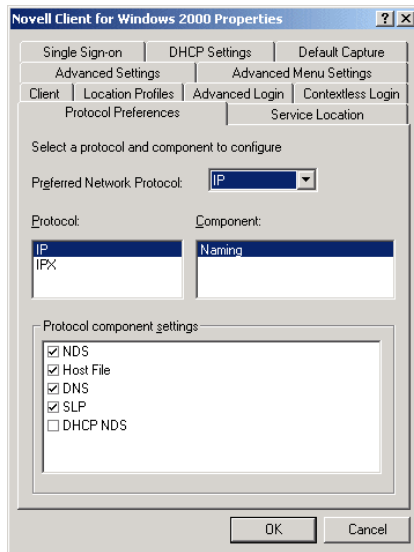 Novell Client for Windows 2000 Properties
Single Sign-on DHCP Settings Default Capture
Advanced Settings Advanced Menu Settings
Client Location Profiles Advanced Login Contextless Login
Protocol Preferences Service Location
Select a protocol and component to configure
Preferred Network Protocol: IP
Protocol: Component:
IP Naming
IPX
Protocol component settings
NDS
Host File
DNS
SLP
DHCP NDS
OK Cancel